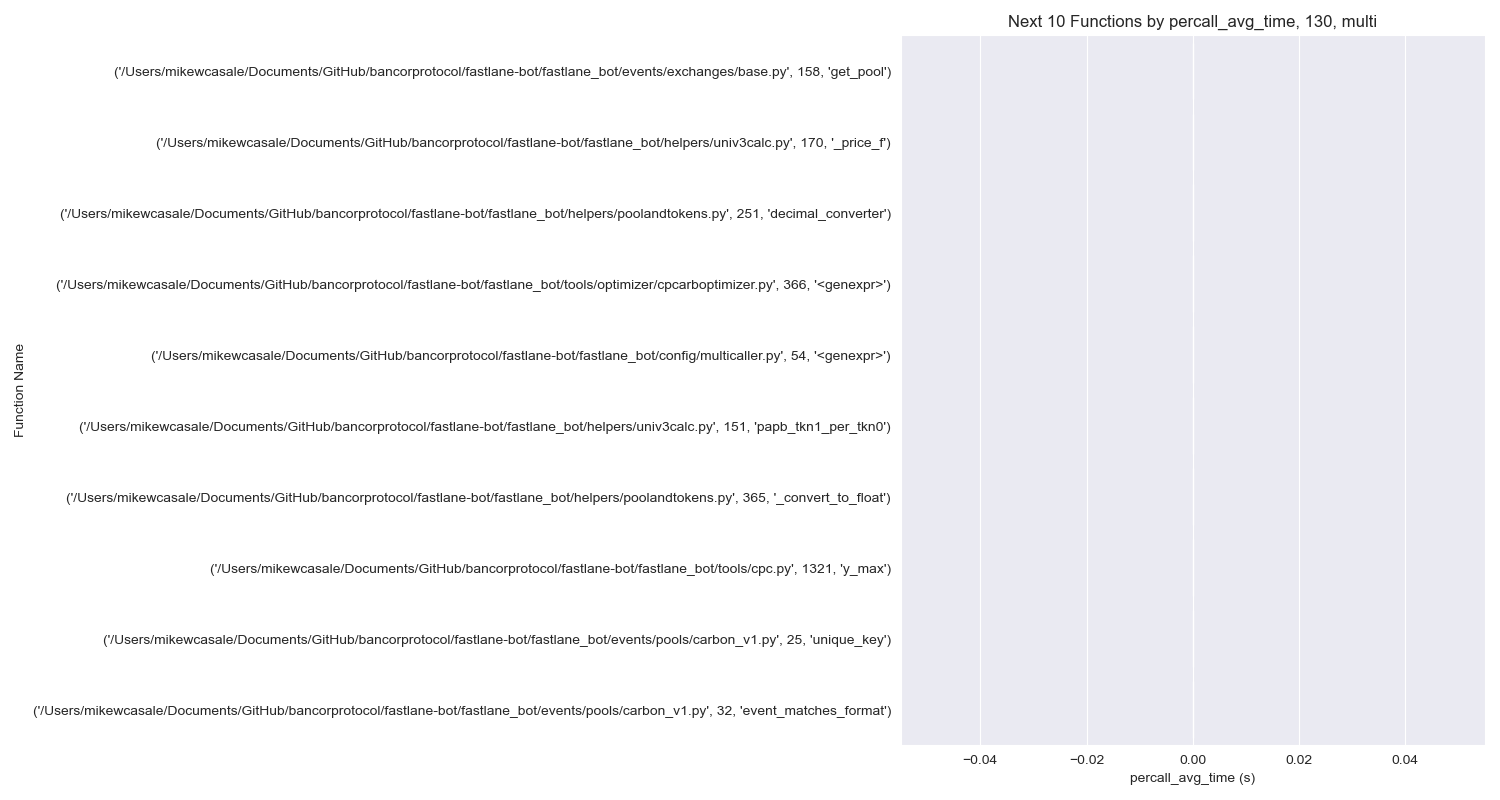 Next 10 Functions by percall_avg_time, 130, multi
('/Users/mikewcasale/Documents/GitHub/bancorprotocol/fastlane-bot/fastlane_bot/events/exchanges/base.py', 158, 'get_pool')
('/Users/mikewcasale/Documents/GitHub/bancorprotocol/fastlane-bot/fastlane_bot/helpers/univ3calc.py', 170, '_price_f')
('/Users/mikewcasale/Documents/GitHub/bancorprotocol/fastlane-bot/fastlane_bot/helpers/poolandtokens.py', 251, 'decimal_converter')
('/Users/mikewcasale/Documents/GitHub/bancorprotocol/fastlane-bot/fastlane_bot/tools/optimizer/cpcarboptimizer.py', 366, '<genexpr>')
('/Users/mikewcasale/Documents/GitHub/bancorprotocol/fastlane-bot/fastlane_bot/config/multicaller.py', 54, '<genexpr>')
('/Users/mikewcasale/Documents/GitHub/bancorprotocol/fastlane-bot/fastlane_bot/helpers/univ3calc.py', 151, 'papb_tkn1_per_tkn0')
('/Users/mikewcasale/Documents/GitHub/bancorprotocol/fastlane-bot/fastlane_bot/helpers/poolandtokens.py', 365, '_convert_to_float')
('/Users/mikewcasale/Documents/GitHub/bancorprotocol/fastlane-bot/fastlane_bot/tools/cpc.py', 1321, 'y_max')
('/Users/mikewcasale/Documents/GitHub/bancorprotocol/fastlane-bot/fastlane_bot/events/pools/carbon_v1.py', 25, 'unique_key')
('/Users/mikewcasale/Documents/GitHub/bancorprotocol/fastlane-bot/fastlane_bot/events/pools/carbon_v1.py', 32, 'event_matches_format')
Function Name
−0.04 −0.02 0.00 0.02 0.04
percall_avg_time (s)